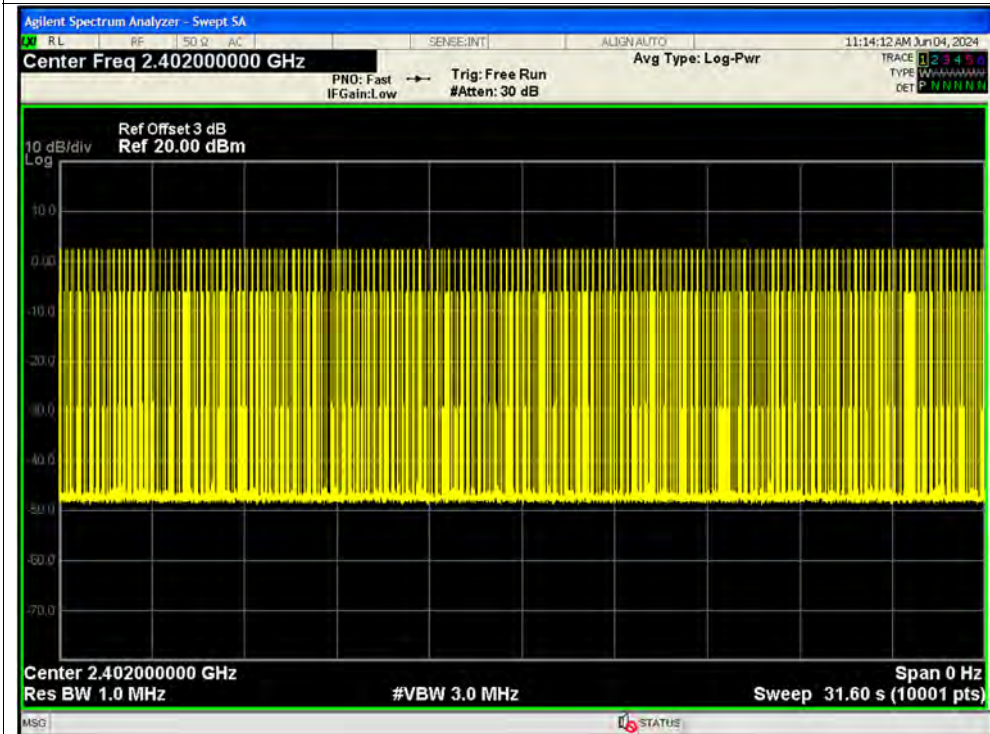 Agilent Spectrum Analyzer - Swept SA
RL RF 50 Ω AC SENSE:INT ALIGN AUTO 11:14:12 AM Jun 04, 2024
Center Freq 2.402000000 GHz Avg Type: Log-Pwr TRACE 1 2 3 4 5 6
PNO: Fast Trig: Free Run TYPE W
IFGain:Low #Atten: 30 dB DET P N N N N N
Ref Offset 3 dB
10 dB/div Ref 20.00 dBm
Log
10.0
0.00
-10.0
-20.0
-30.0
-40.0
-50.0
-60.0
-70.0
Center 2.402000000 GHz Span 0 Hz
Res BW 1.0 MHz #VBW 3.0 MHz Sweep 31.60 s (10001 pts)
MSG STATUS